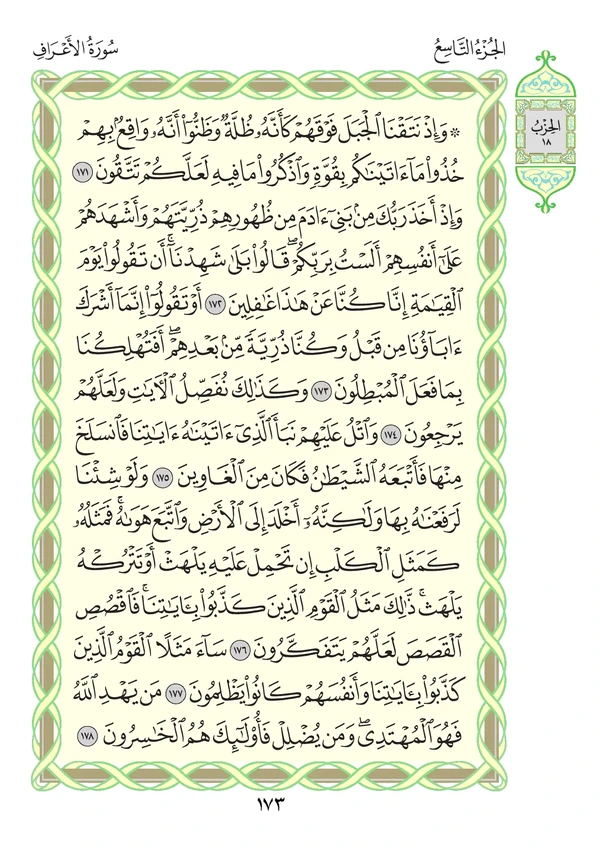 الجُزْءُ التَّاسِعُ
سُورَةُ الأَعْرَافِ
الحِزْبُ
١٨
۞ وَإِذْ نَتَقْنَا ٱلْجَبَلَ فَوْقَهُمْ كَأَنَّهُۥ ظُلَّةٌ وَظَنُّوٓا۟ أَنَّهُۥ وَاقِعٌۢ بِهِمْ
خُذُوا۟ مَآ ءَاتَيْنَٰكُم بِقُوَّةٍ وَٱذْكُرُوا۟ مَا فِيهِ لَعَلَّكُمْ تَتَّقُونَ ١٧١
وَإِذْ أَخَذَ رَبُّكَ مِنۢ بَنِىٓ ءَادَمَ مِن ظُهُورِهِمْ ذُرِّيَّتَهُمْ وَأَشْهَدَهُمْ
عَلَىٰٓ أَنفُسِهِمْ أَلَسْتُ بِرَبِّكُمْ ۖ قَالُوا۟ بَلَىٰ شَهِدْنَآ ۚ أَن تَقُولُوا۟ يَوْمَ
ٱلْقِيَٰمَةِ إِنَّا كُنَّا عَنْ هَٰذَا غَٰفِلِينَ ١٧٢ أَوْ تَقُولُوٓا۟ إِنَّمَآ أَشْرَكَ
ءَابَآؤُنَا مِن قَبْلُ وَكُنَّا ذُرِّيَّةً مِّنۢ بَعْدِهِمْ ۖ أَفَتُهْلِكُنَا
بِمَا فَعَلَ ٱلْمُبْطِلُونَ ١٧٣ وَكَذَٰلِكَ نُفَصِّلُ ٱلْءَايَٰتِ وَلَعَلَّهُمْ
يَرْجِعُونَ ١٧٤ وَٱتْلُ عَلَيْهِمْ نَبَأَ ٱلَّذِىٓ ءَاتَيْنَٰهُ ءَايَٰتِنَا فَٱنسَلَخَ
مِنْهَا فَأَتْبَعَهُ ٱلشَّيْطَٰنُ فَكَانَ مِنَ ٱلْغَاوِينَ ١٧٥ وَلَوْ شِئْنَا
لَرَفَعْنَٰهُ بِهَا وَلَٰكِنَّهُۥٓ أَخْلَدَ إِلَى ٱلْأَرْضِ وَٱتَّبَعَ هَوَىٰهُ ۚ فَمَثَلُهُۥ
كَمَثَلِ ٱلْكَلْبِ إِن تَحْمِلْ عَلَيْهِ يَلْهَثْ أَوْ تَتْرُكْهُ
يَلْهَث ۚ ذَّٰلِكَ مَثَلُ ٱلْقَوْمِ ٱلَّذِينَ كَذَّبُوا۟ بِـَٔايَٰتِنَا ۚ فَٱقْصُصِ
ٱلْقَصَصَ لَعَلَّهُمْ يَتَفَكَّرُونَ ١٧٦ سَآءَ مَثَلًا ٱلْقَوْمُ ٱلَّذِينَ
كَذَّبُوا۟ بِـَٔايَٰتِنَا وَأَنفُسَهُمْ كَانُوا۟ يَظْلِمُونَ ١٧٧ مَن يَهْدِ ٱللَّهُ
فَهُوَ ٱلْمُهْتَدِى ۖ وَمَن يُضْلِلْ فَأُو۟لَٰٓئِكَ هُمُ ٱلْخَٰسِرُونَ ١٧٨
١٧٣